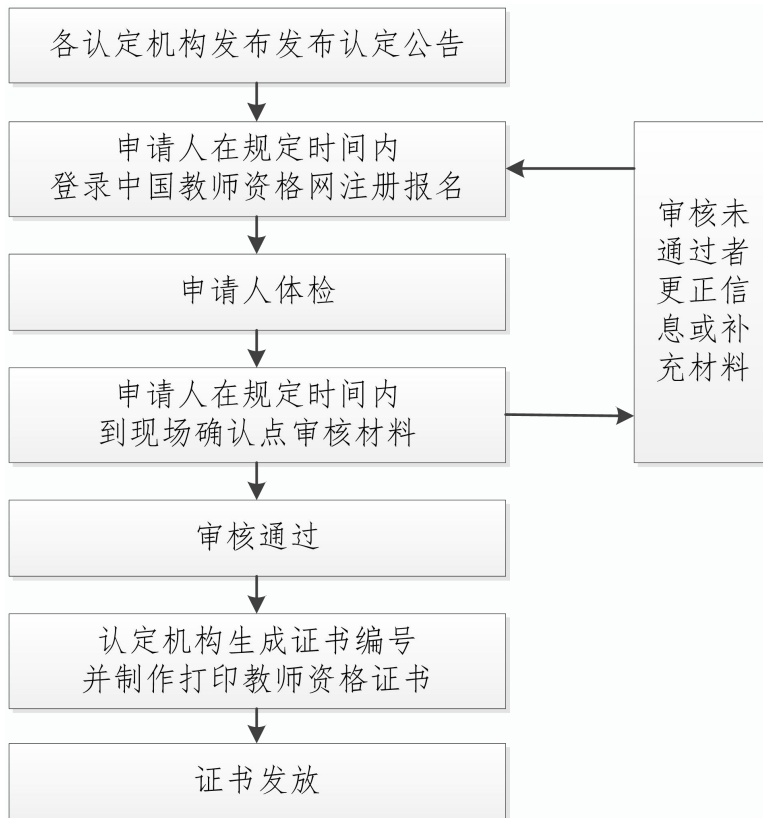 各认定机构发布发布认定公告
申请人在规定时间内
登录中国教师资格网注册报名
申请人体检
申请人在规定时间内
到现场确认点审核材料
审核未
通过者
更正信
息或补
充材料
审核通过
认定机构生成证书编号
并制作打印教师资格证书
证书发放